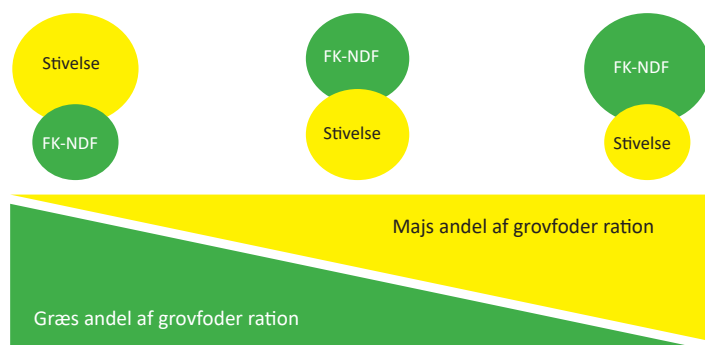 Stivelse
FK-NDF
FK-NDF
Stivelse
FK-NDF
Stivelse
Majs andel af grovfoder ration
Græs andel af grovfoder ration